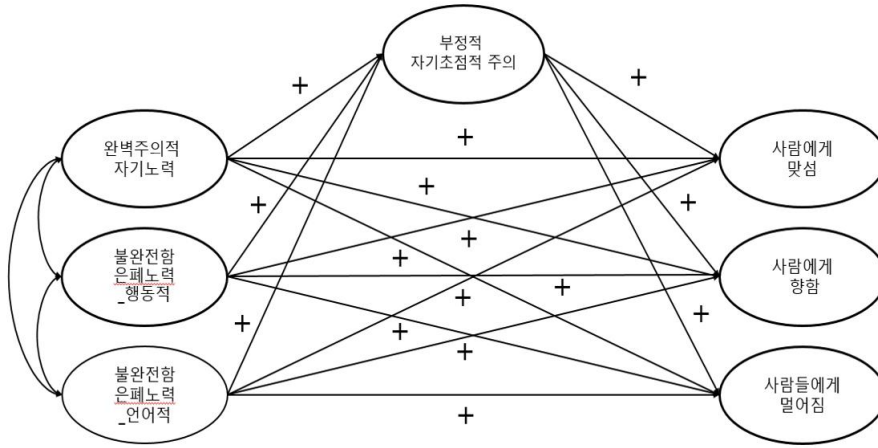 부정적
자기초점적 주의
+
+
+
완벽주의적
자기노력
사람에게
맞섬
+
+
+
+
+
불완전함
은폐노력
_행동적
사람에게
향함
+
+
+
+
+
+
+
불완전함
은폐노력
_언어적
사람들에게
멀어짐
+